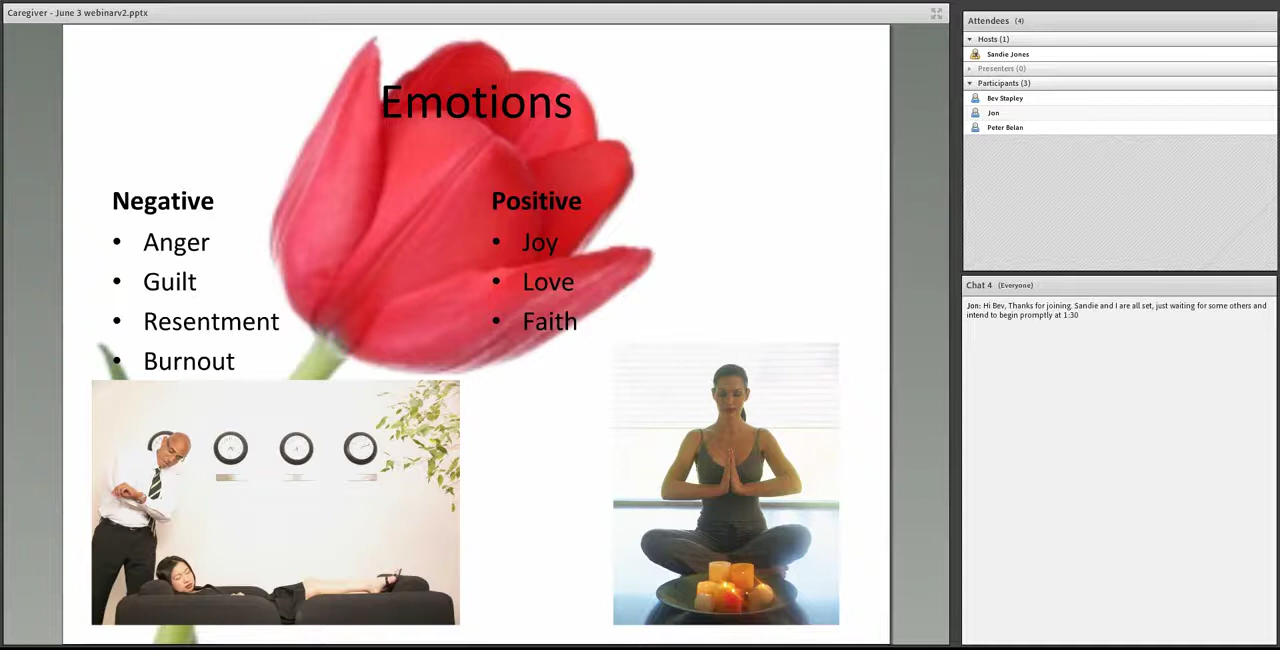 Caregiver - June 3 webinarv2.pptx
Emotions
Negative
• Anger
• Guilt
• Resentment
• Burnout
Positive
• Joy
• Love
• Faith
Attendees (4)
Hosts (1)
Sandie Jones
Presenters (0)
Participants (3)
Bev Stapley
Jon
Peter Belan
Chat 4 (Everyone)
Jon: Hi Bev, Thanks for joining. Sandie and I are all set, just waiting for some others and
intend to begin promptly at 1:30